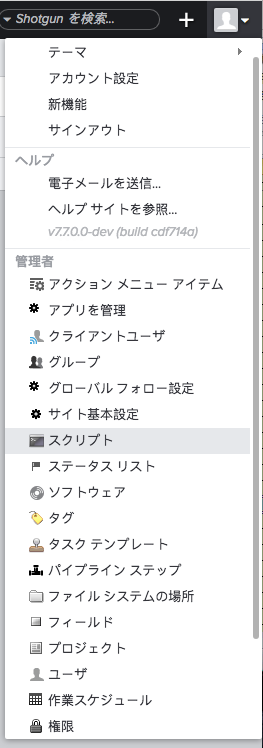 Shotgun を検索...
テーマ
アカウント設定
新機能
サインアウト
ヘルプ
電子メールを送信...
ヘルプ サイトを参照...
v7.7.0.0-dev (build cdf714a)
管理者
アクション メニュー アイテム
アプリを管理
クライアントユーザ
グループ
グローバル フォロー設定
サイト基本設定
スクリプト
ステータス リスト
ソフトウェア
タグ
タスク テンプレート
パイプライン ステップ
ファイル システムの場所
フィールド
プロジェクト
ユーザ
作業スケジュール
権限